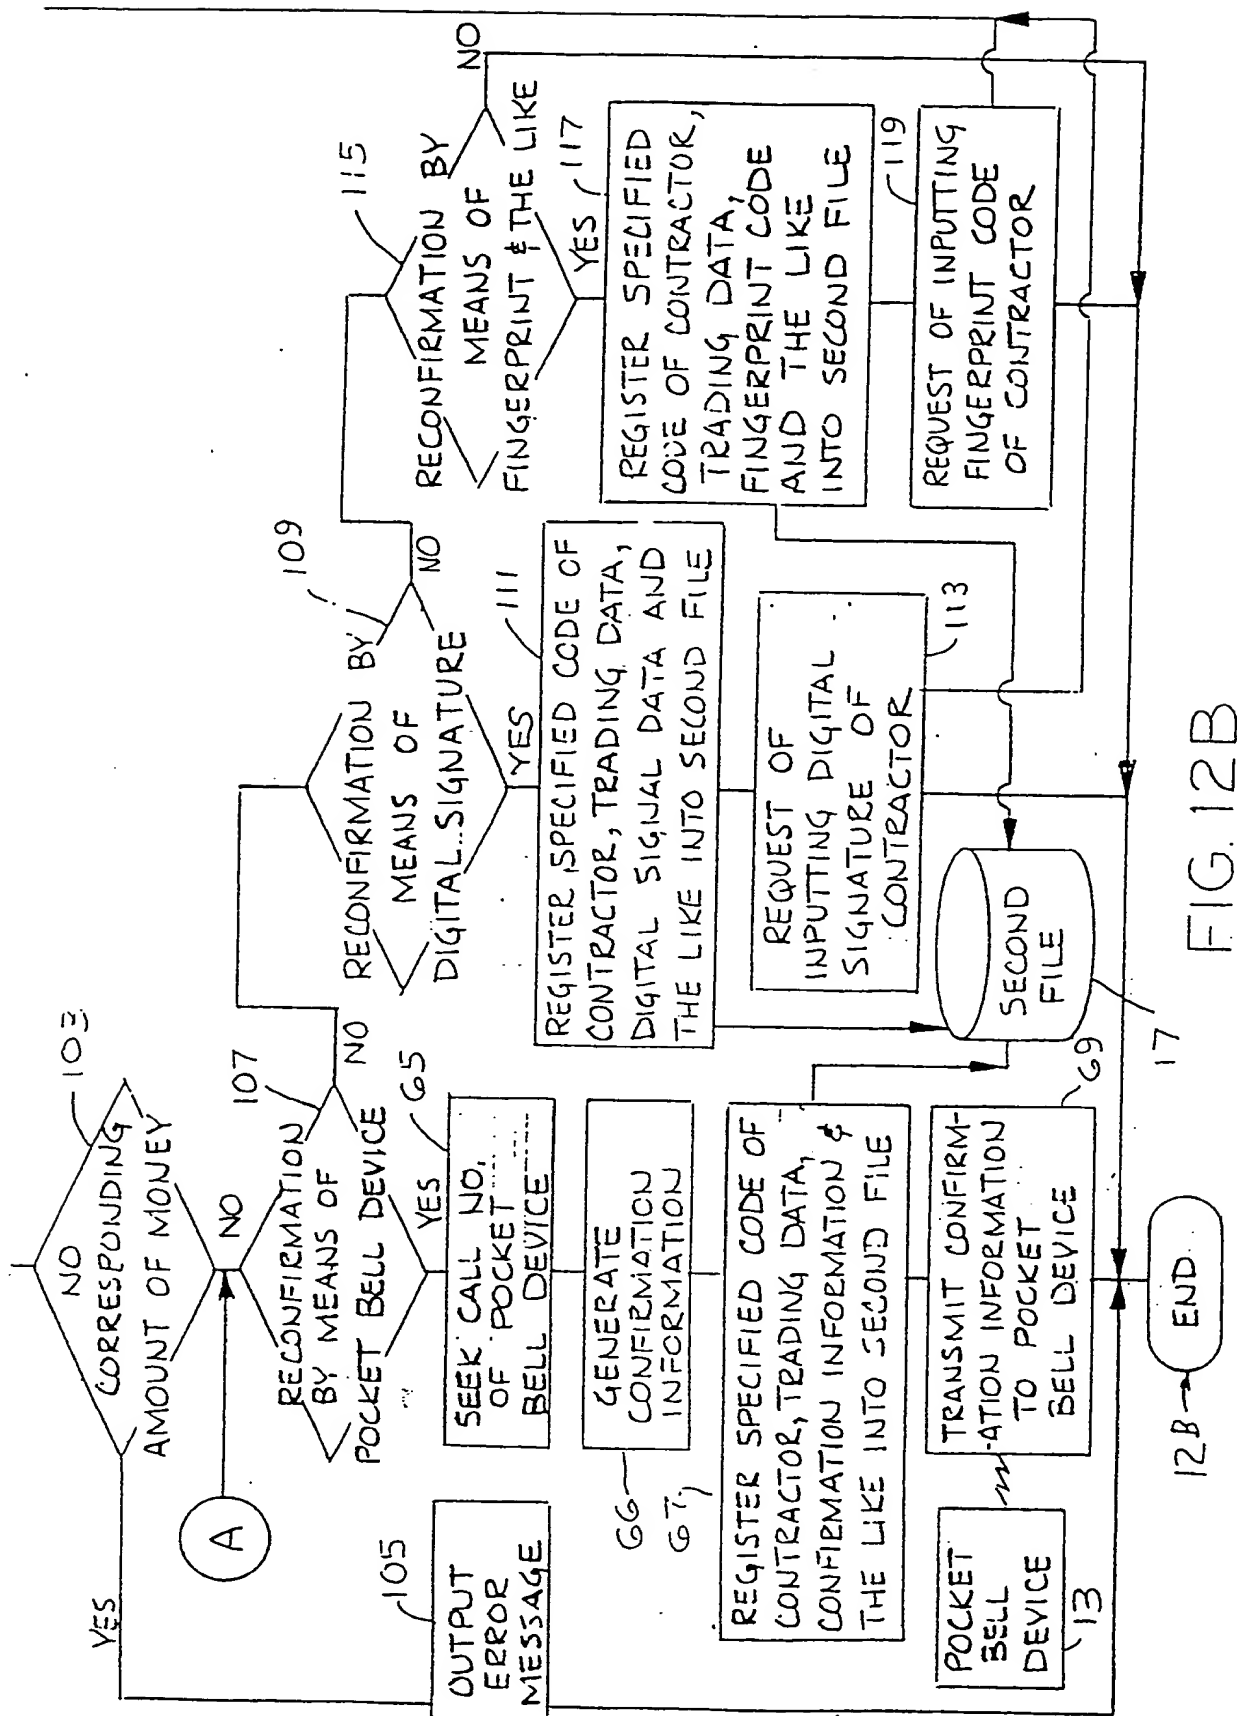 103
NO
CORRESPONDING
AMOUNT OF MONEY
YES
NO
A
105
OUTPUT
ERROR
MESSAGE
107
RECONFIRMATION
BY MEANS OF
POCKET BELL DEVICE
NO
YES
65
SEEK CALL NO.
OF POCKET
BELL DEVICE
66
GENERATE
CONFIRMATION
INFORMATION
67
REGISTER SPECIFIED CODE OF
CONTRACTOR, TRADING DATA,
CONFIRMATION INFORMATION &
THE LIKE INTO SECOND FILE
69
TRANSMIT CONFIRM-
-ATION INFORMATION
TO POCKET
BELL DEVICE
POCKET
BELL
DEVICE
13
109
RECONFIRMATION BY
MEANS OF
DIGITAL SIGNATURE
NO
YES
111
REGISTER SPECIFIED CODE OF
CONTRACTOR, TRADING DATA,
DIGITAL SIGNAL DATA AND
THE LIKE INTO SECOND FILE
REQUEST OF
INPUTTING DIGITAL
SIGNATURE OF
CONTRACTOR
113
SECOND
FILE
17
115
RECONFIRMATION BY
MEANS OF
FINGERPRINT & THE LIKE
NO
YES
117
REGISTER SPECIFIED
CODE OF CONTRACTOR,
TRADING DATA,
FINGERPRINT CODE
AND THE LIKE
INTO SECOND FILE
119
REQUEST OF INPUTTING
FINGERPRINT CODE
OF CONTRACTOR
12B
END
FIG. 12B